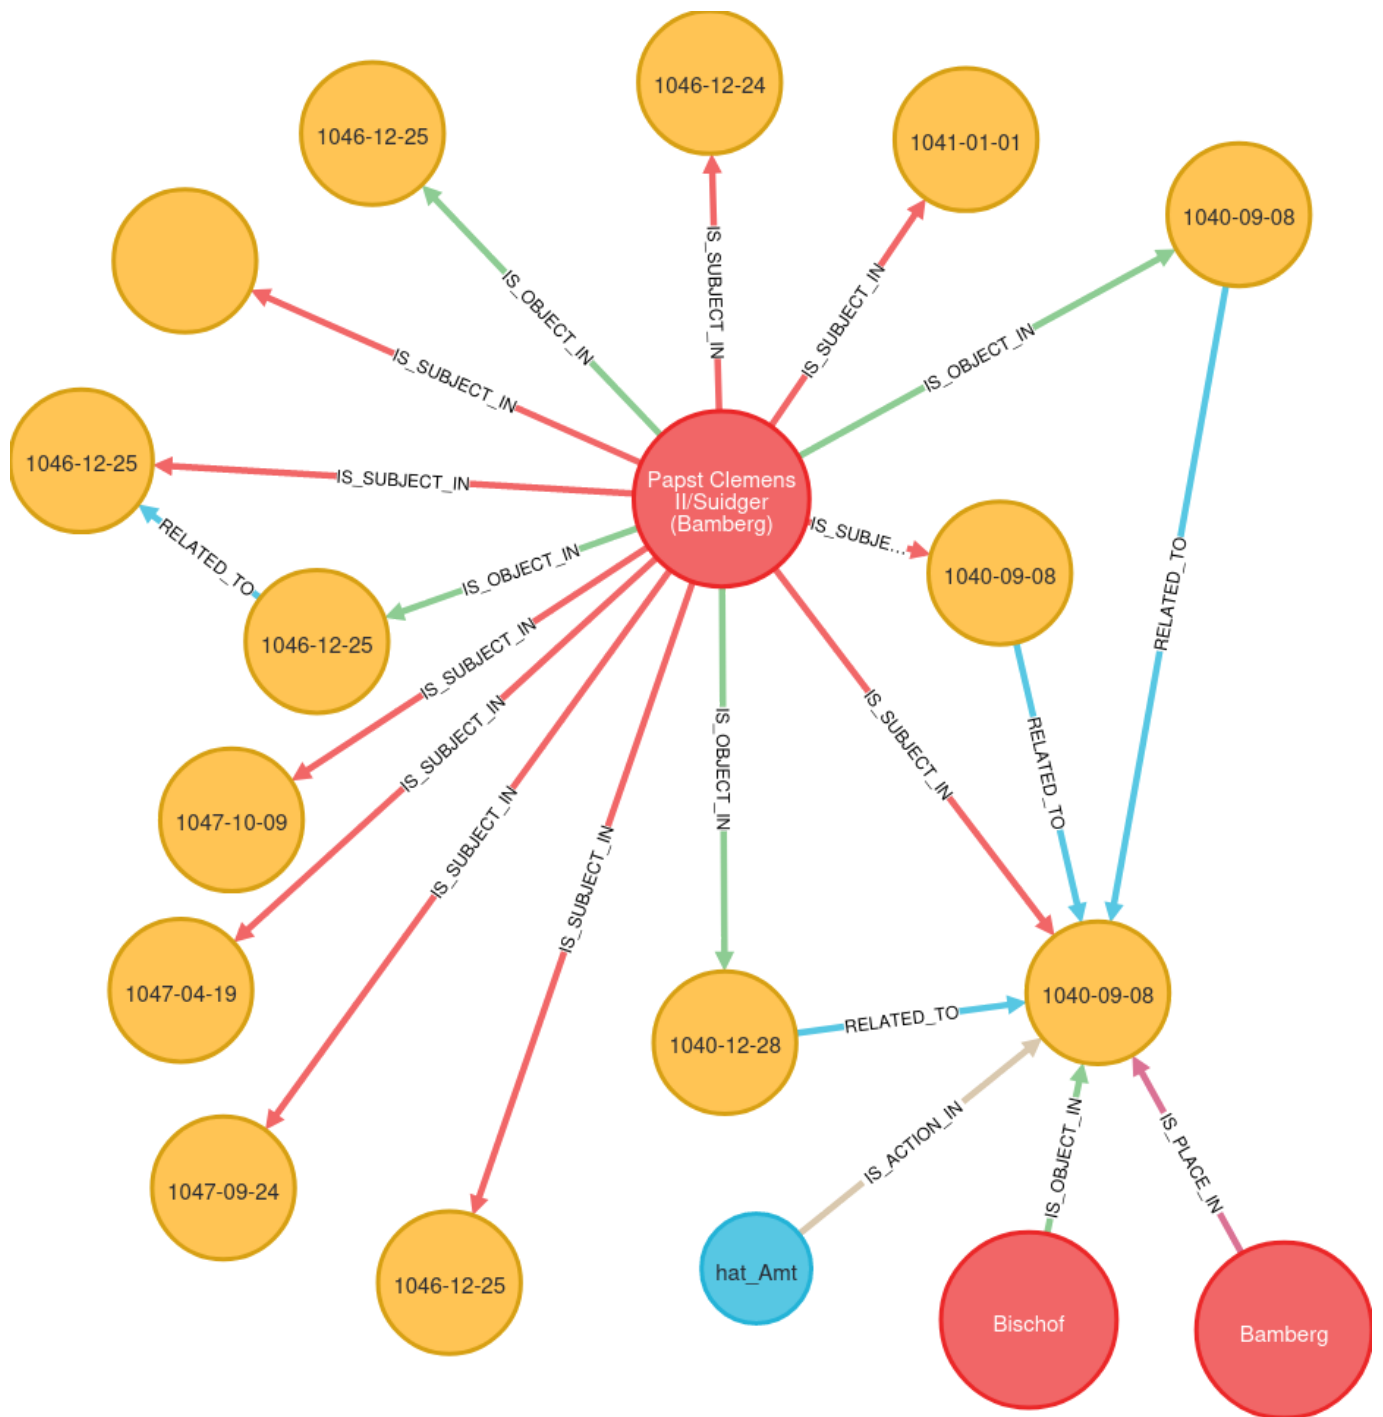 1046-12-24
1046-12-25
1041-01-01
1040-09-08
IS_SUBJECT_IN
IS_OBJECT_IN
IS_SUBJECT_IN
IS_OBJECT_IN
IS_SUBJECT_IN
1046-12-25
IS_SUBJECT_IN
Papst Clemens
II/Suidger
(Bamberg)
IS_SUBJE...
RELATED_TO
IS_OBJECT_IN
1040-09-08
RELATED_TO
1046-12-25
IS_SUBJECT_IN
IS_SUBJECT_IN
IS_SUBJECT_IN
IS_OBJECT_IN
RELATED_TO
1047-10-09
IS_SUBJECT_IN
IS_SUBJECT_IN
1047-04-19
1040-09-08
RELATED_TO
1040-12-28
IS_ACTION_IN
IS_OBJECT_IN
IS_PLACE_IN
1047-09-24
1046-12-25
hat_Amt
Bischof
Bamberg